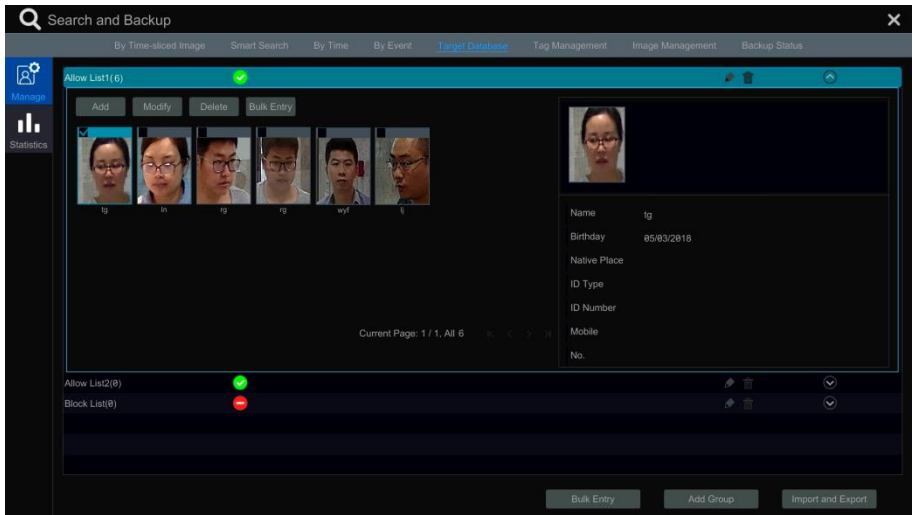 Search and Backup
By Time-sliced Image Smart Search By Time By Event Target Database Tag Management Image Management Backup Status
Manage
Statistics
Allow List1(6)
Add Modify Delete Bulk Entry
tg ln rg rg wyf lj
Name tg
Birthday 05/03/2018
Native Place
ID Type
ID Number
Current Page: 1 / 1, All 6
Mobile
No.
Allow List2(0)
Block List(0)
Bulk Entry Add Group Import and Export